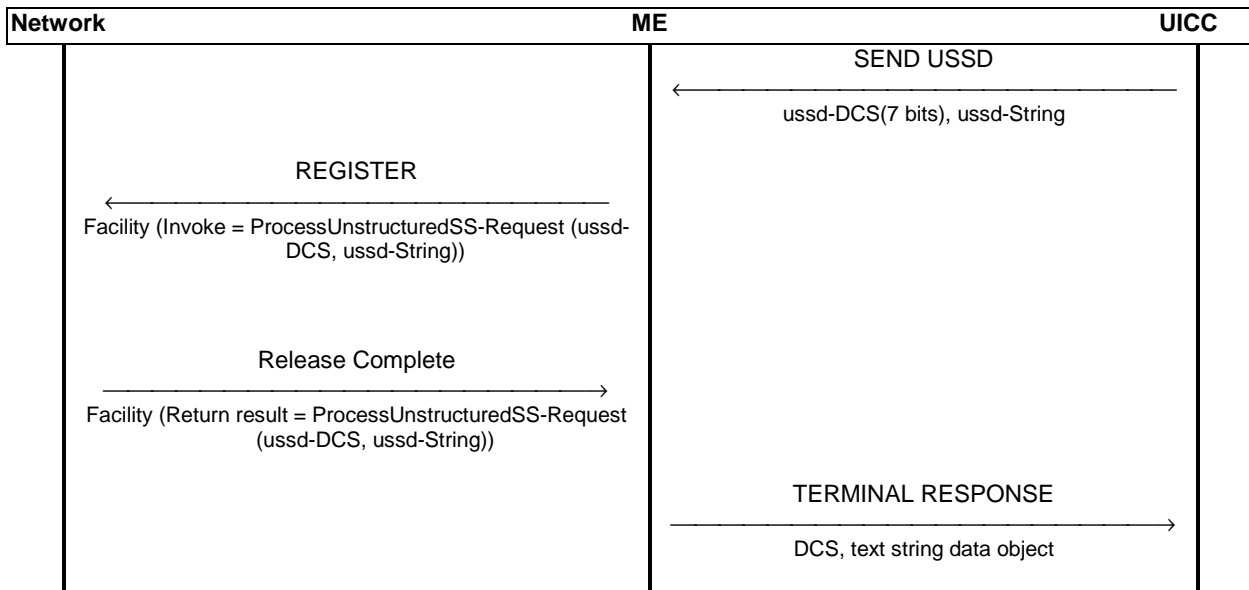 Network ME UICC
SEND USSD
ussd-DCS(7 bits), ussd-String
REGISTER
Facility (Invoke = ProcessUnstructuredSS-Request (ussd-
DCS, ussd-String))
Release Complete
Facility (Return result = ProcessUnstructuredSS-Request
(ussd-DCS, ussd-String))
TERMINAL RESPONSE
DCS, text string data object